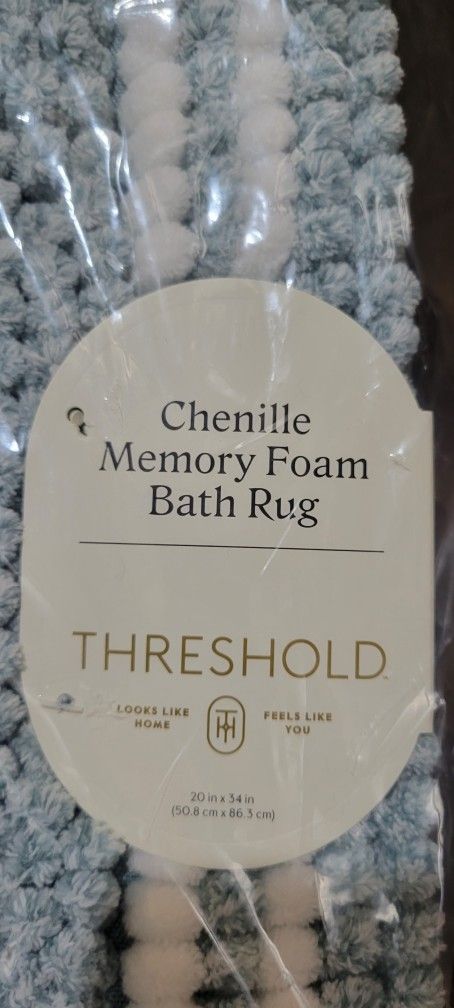 Chenille
Memory Foam
Bath Rug
THRESHOLD
LOOKS LIKE
HOME
FEELS LIKE
YOU
20 in x 34 in
(50.8 cm x 86.3 cm)